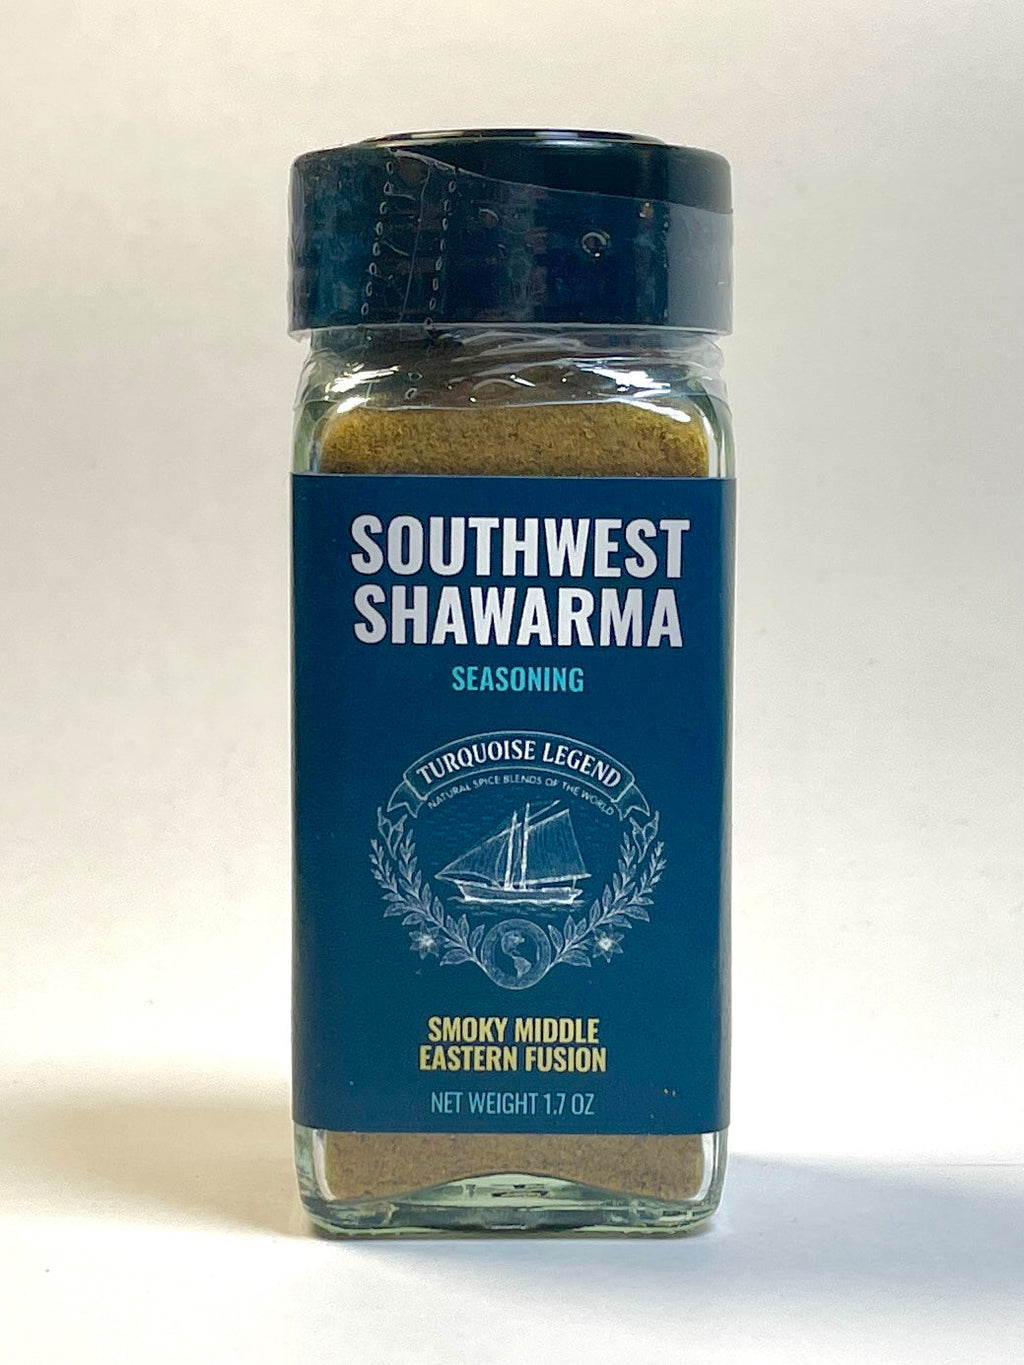 SOUTHWEST
SHAWARMA
SEASONING
TURQUOISE LEGEND
NATURAL SPICE BLENDS OF THE WORLD
SMOKY MIDDLE
EASTERN FUSION
NET WEIGHT 1.7 OZ